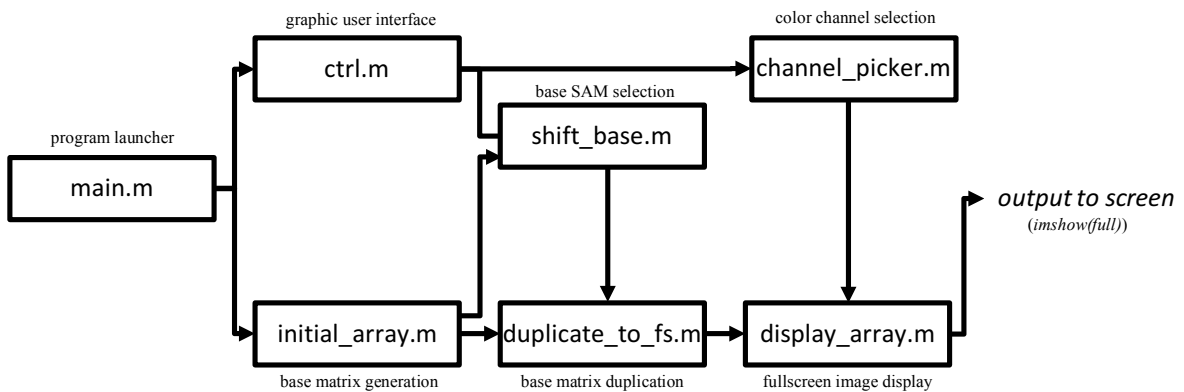 graphic user interface
color channel selection
ctrl.m
channel_picker.m
base SAM selection
shift_base.m
program launcher
main.m
output to screen
(imshow(full))
initial_array.m
duplicate_to_fs.m
display_array.m
base matrix generation
base matrix duplication
fullscreen image display